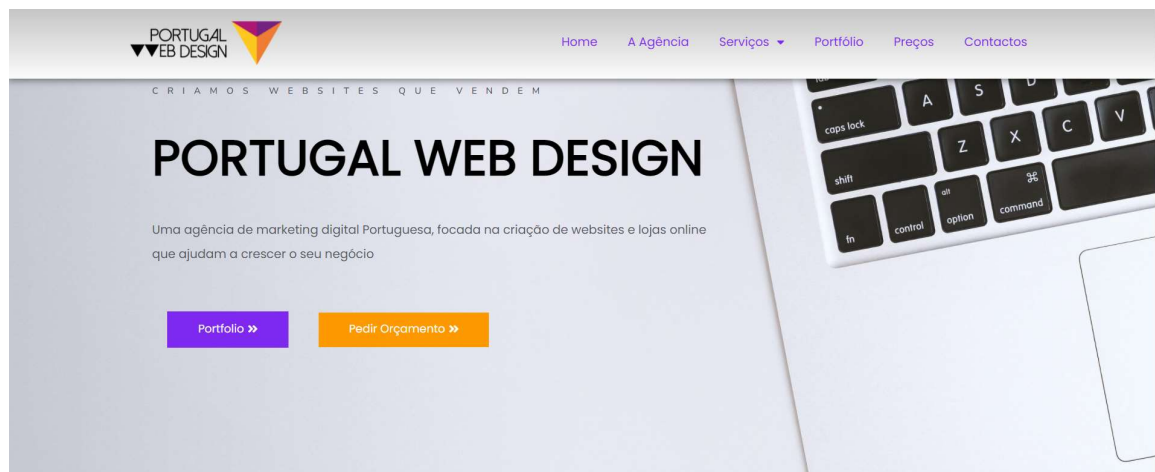 PORTUGAL
WEB DESIGN
Home A Agência Serviços Portfólio Preços Contactos
CRIAMOS WEBSITES QUE VENDEM
PORTUGAL WEB DESIGN
Uma agência de marketing digital Portuguesa, focada na criação de websites e lojas online
que ajudam a crescer o seu negócio
Portfolio »
Pedir Orçamento »
A S D
caps lock
Z X C V
shift
alt ⌘
fn control option command